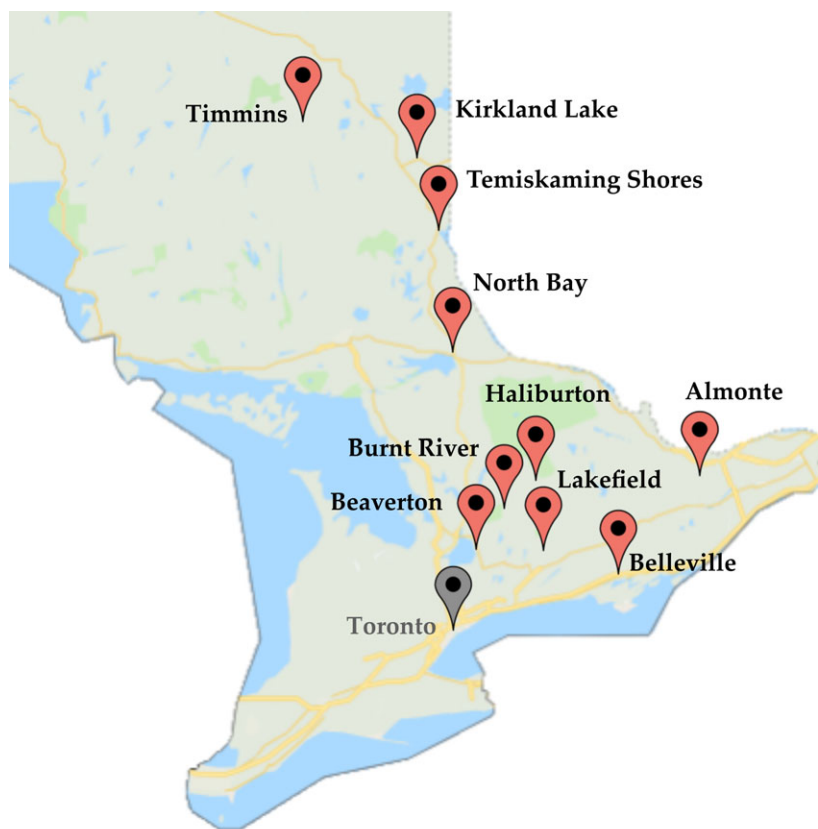 Timmins
Kirkland Lake
Temiskaming Shores
North Bay
Haliburton
Almonte
Burnt River
Lakefield
Beaverton
Belleville
Toronto